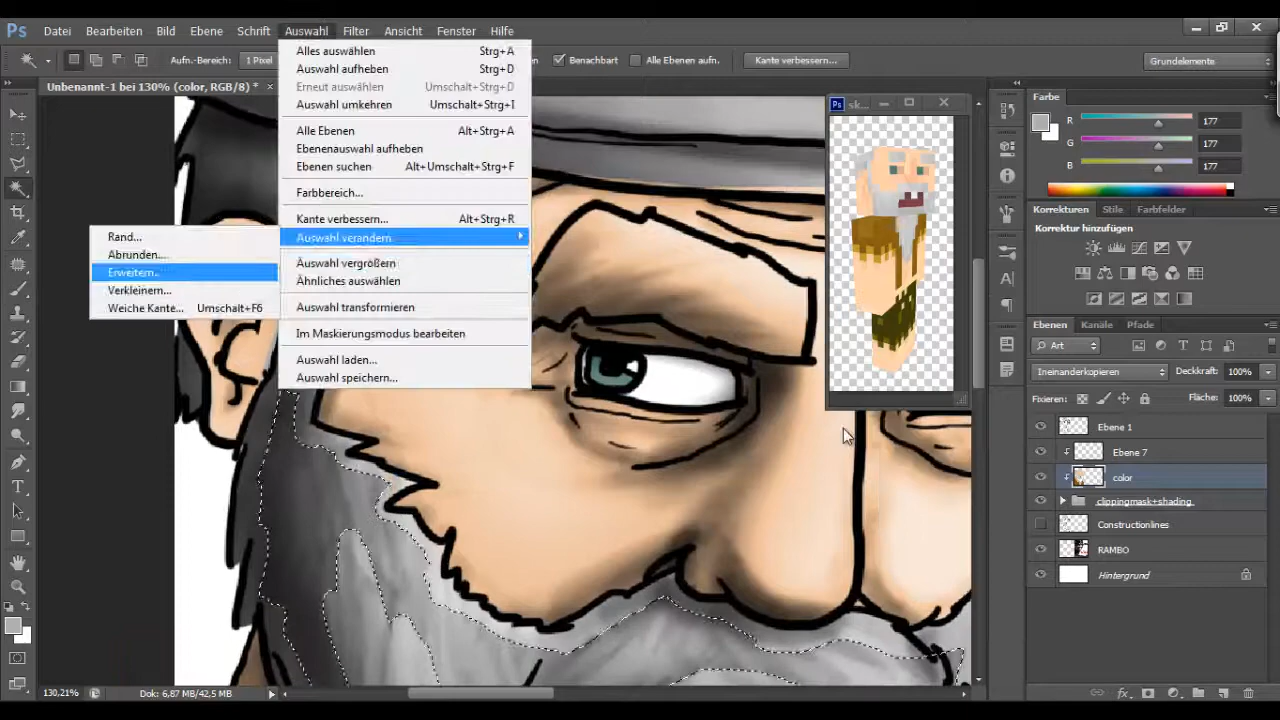 Ps Datei Bearbeiten Bild Ebene Schrift Auswahl Filter Ansicht Fenster Hilfe
Aufn.-Bereich: 1 Pixel Benachbart Alle Ebenen aufn. Kante verbessern... Grundelemente
Unbenannt-1 bei 130% (color, RGB/8) * ×
Alles auswählen Strg+A
Auswahl aufheben Strg+D
Erneut auswählen Umschalt+Strg+D
Auswahl umkehren Umschalt+Strg+I
Alle Ebenen Alt+Strg+A
Ebenenauswahl aufheben
Ebenen suchen Alt+Umschalt+Strg+F
Farbbereich...
Kante verbessern... Alt+Strg+R
Auswahl verändern
Auswahl vergrößern
Ähnliches auswählen
Auswahl transformieren
Im Maskierungsmodus bearbeiten
Auswahl laden...
Auswahl speichern...
Rand...
Abrunden...
Erweitern...
Verkleinern...
Weiche Kante... Umschalt+F6
Ps sk...
Farbe
R 177
G 177
B 177
Korrekturen Stile Farbfelder
Korrektur hinzufügen
Ebenen Kanäle Pfade
Art
Ineinanderkopieren Deckkraft: 100%
Fixieren: Fläche: 100%
Ebene 1
Ebene 7
color
clippingmask+shading
Constructionlines
RAMBO
Hintergrund
130,21% Dok: 6,87 MB/42,5 MB